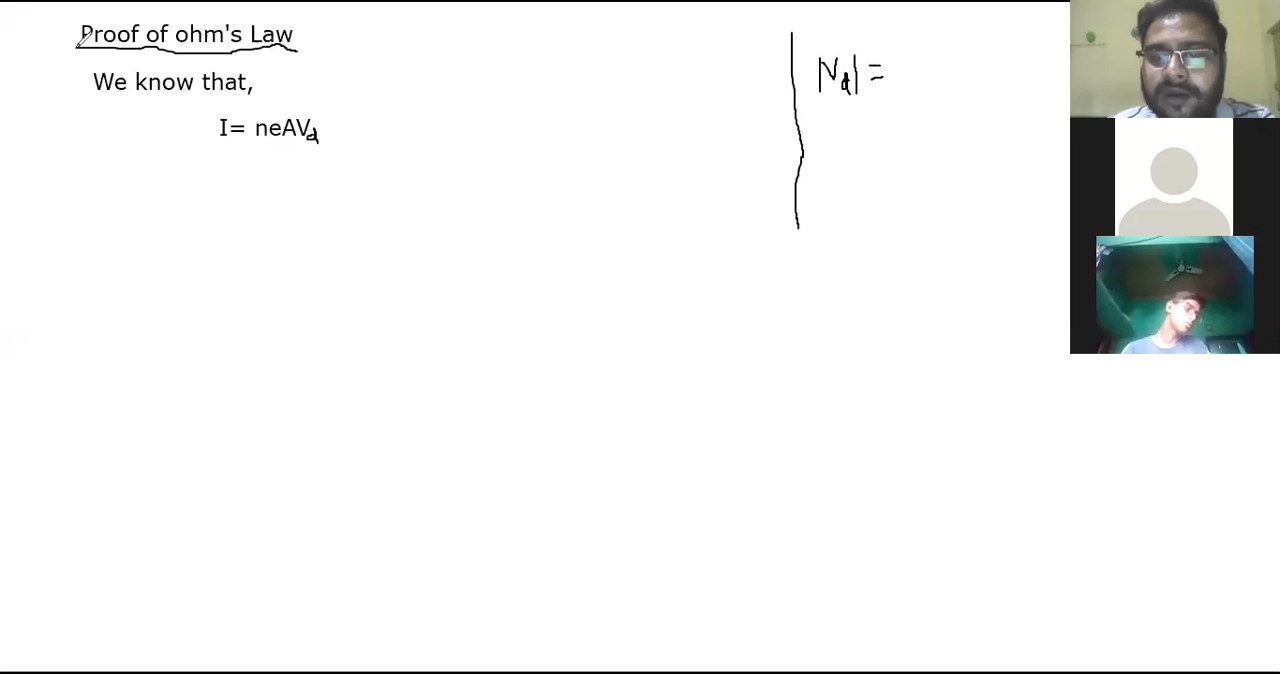 Proof of ohm's Law
We know that,
I= neAVd
|Vd| =